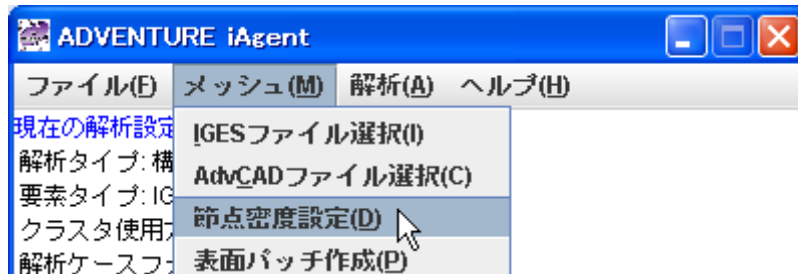 ADVENTURE iAgent
ファイル(F) メッシュ(M) 解析(A) ヘルプ(H)
現在の解析設定
解析タイプ: 構
要素タイプ: IG
クラスタ使用
解析ケースフ
IGESファイル選択(I)
AdvCADファイル選択(C)
節点密度設定(D)
表面パッチ作成(P)